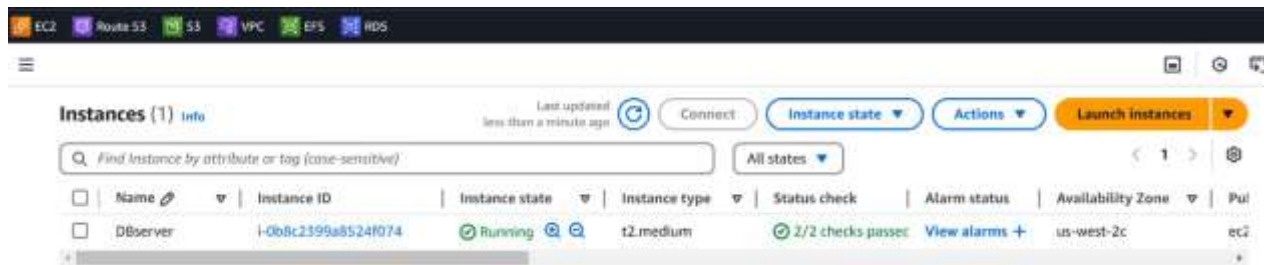 EC2 Route 53 S3 VPC EFS RDS
Instances (1) Info
Last updated
less than a minute ago
Connect Instance state Actions Launch instances
Find Instance by attribute or tag (case-sensitive)
All states
1
Name Instance ID Instance state Instance type Status check Alarm status Availability Zone Pul
DBserver i-0b8c2399a8524f074 Running t2.medium 2/2 checks passec View alarms + us-west-2c ec2